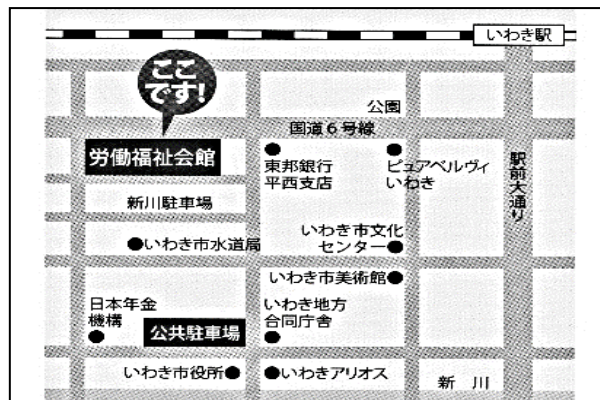 いわき駅
ここ
です!
公園
国道6号線
労働福祉会館
東邦銀行
平西支店
ピュアベルヴィ
いわき
駅前大通り
新川駐車場
いわき市水道局
いわき市文化
センター
いわき市美術館
日本年金
機構
公共駐車場
いわき地方
合同庁舎
いわき市役所
いわきアリオス
新川